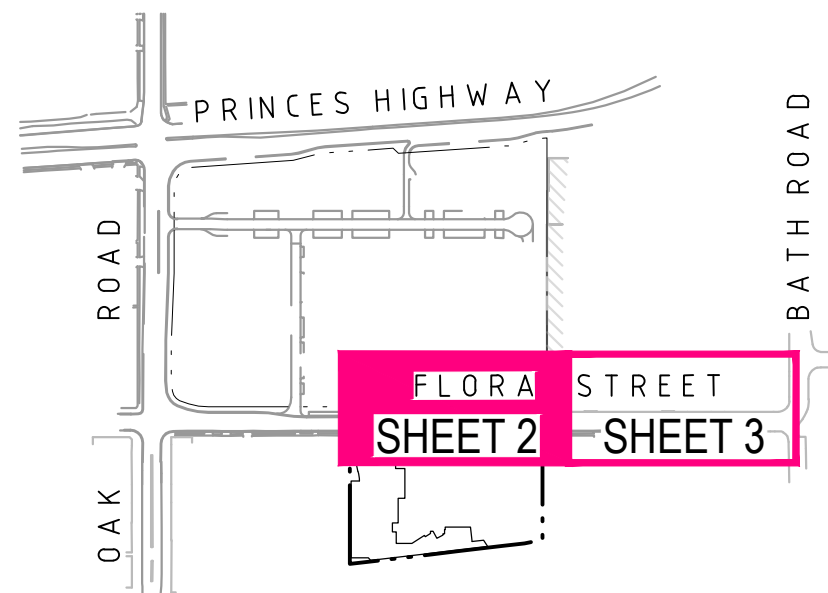 PRINCES HIGHWAY
BATH ROAD
OAK ROAD
FLORA STREET
SHEET 2
SHEET 3